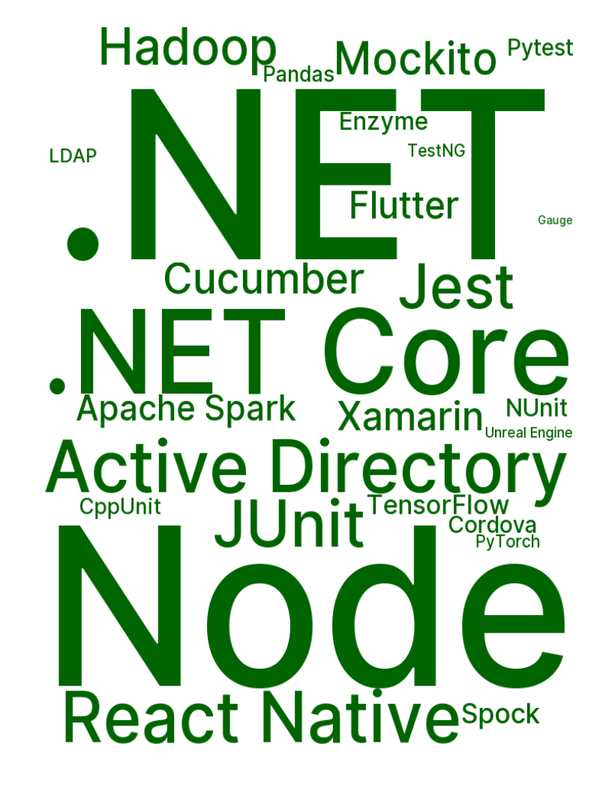 Hadoop
Mockito
Pytest
Pandas
.NET
Enzyme
TestNG
LDAP
Flutter
Gauge
Cucumber
Jest
.NET Core
Apache Spark
Xamarin
NUnit
Unreal Engine
Active Directory
CppUnit
JUnit
TensorFlow
Cordova
PyTorch
Node
React Native
Spock